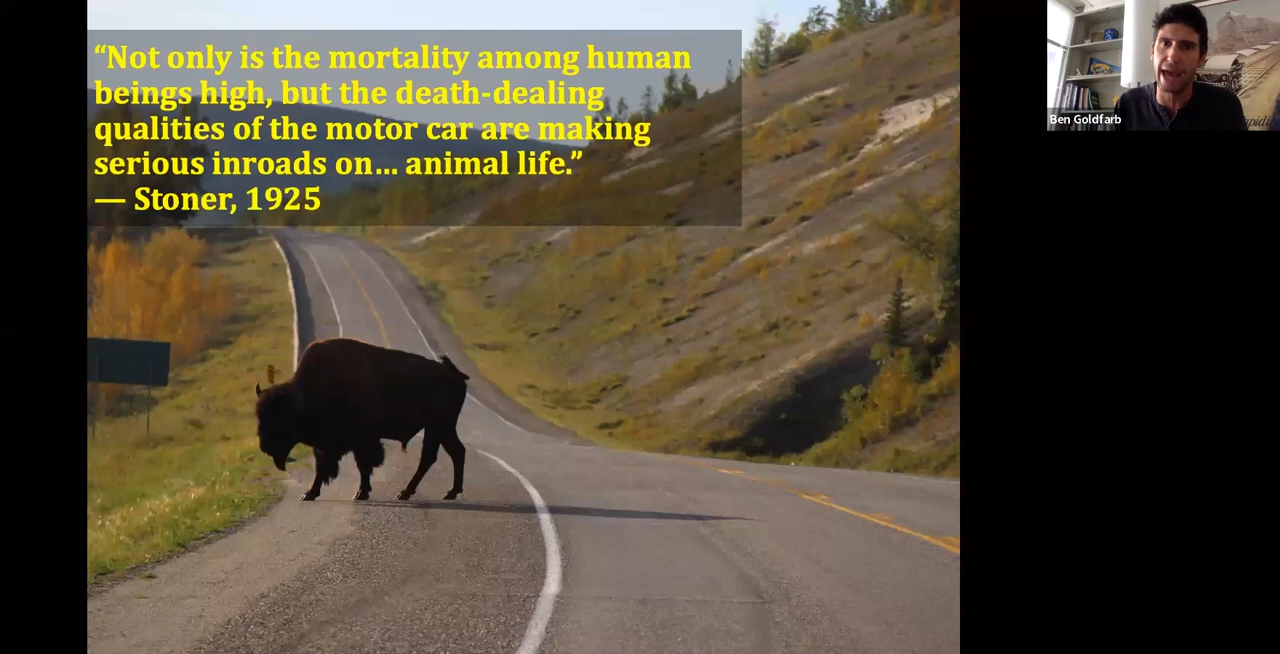 “Not only is the mortality among human
beings high, but the death-dealing
qualities of the motor car are making
serious inroads on... animal life.”
— Stoner, 1925
Ben Goldfarb